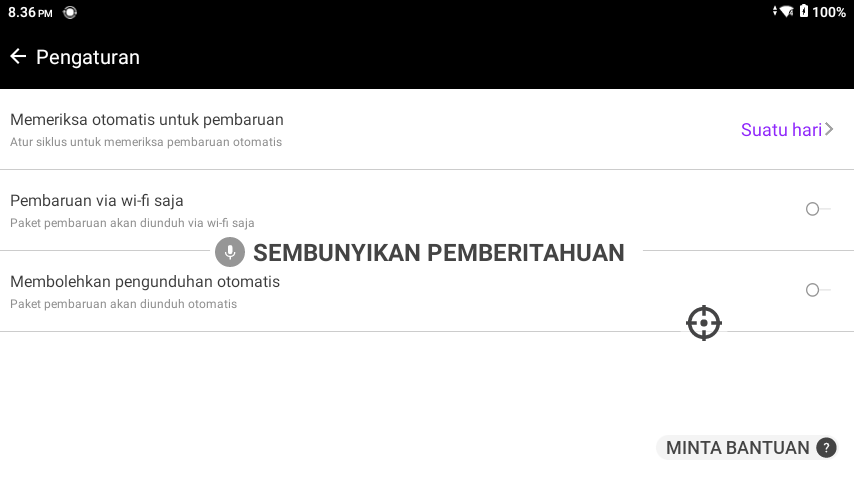 8.36 PM
100%
Pengaturan
Memeriksa otomatis untuk pembaruan
Atur siklus untuk memeriksa pembaruan otomatis
Suatu hari
Pembaruan via wi-fi saja
Paket pembaruan akan diunduh via wi-fi saja
SEMBUNYIKAN PEMBERITAHUAN
Membolehkan pengunduhan otomatis
Paket pembaruan akan diunduh otomatis
MINTA BANTUAN ?